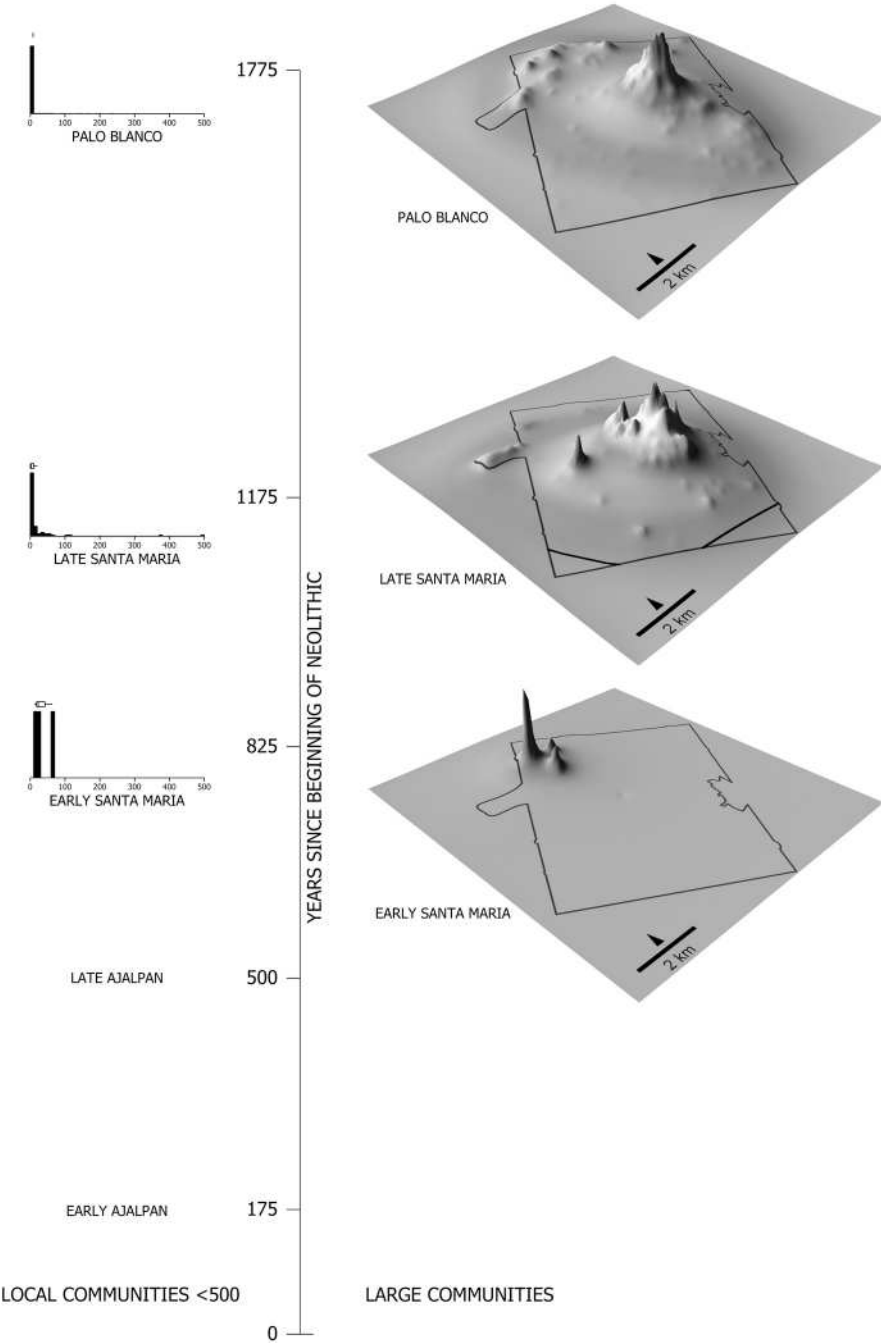 0 100 200 300 400 500
PALO BLANCO
1775
PALO BLANCO
2 km
0 100 200 300 400 500
LATE SANTA MARIA
1175
LATE SANTA MARIA
2 km
0 100 200 300 400 500
EARLY SANTA MARIA
825
EARLY SANTA MARIA
2 km
YEARS SINCE BEGINNING OF NEOLITHIC
LATE AJALPAN
500
EARLY AJALPAN
175
LOCAL COMMUNITIES <500
LARGE COMMUNITIES
0